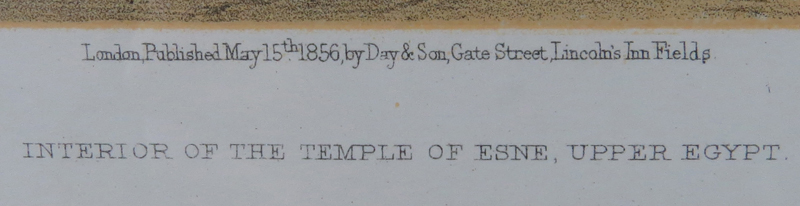 London, Published May 15th 1856, by Day & Son, Gate Street, Lincoln's Inn Fields.
INTERIOR OF THE TEMPLE OF ESNE, UPPER EGYPT.